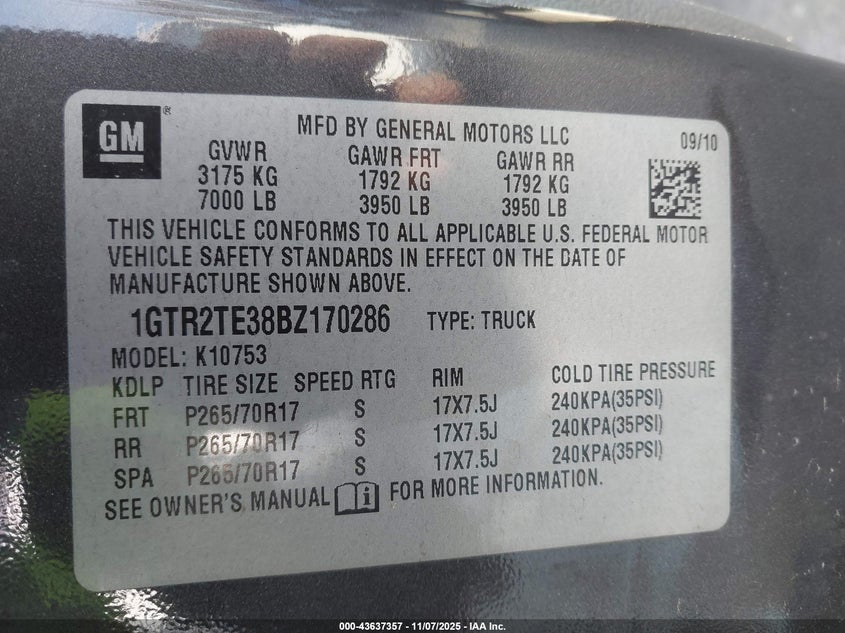 GM ®
MFD BY GENERAL MOTORS LLC 09/10
GVWR GAWR FRT GAWR RR
3175 KG 1792 KG 1792 KG
7000 LB 3950 LB 3950 LB
THIS VEHICLE CONFORMS TO ALL APPLICABLE U.S. FEDERAL MOTOR
VEHICLE SAFETY STANDARDS IN EFFECT ON THE DATE OF
MANUFACTURE SHOWN ABOVE.
1GTR2TE38BZ170286 TYPE: TRUCK
MODEL: K10753
KDLP TIRE SIZE SPEED RTG RIM COLD TIRE PRESSURE
FRT P265/70R17 S 17X7.5J 240KPA(35PSI)
RR P265/70R17 S 17X7.5J 240KPA(35PSI)
SPA P265/70R17 S 17X7.5J 240KPA(35PSI)
SEE OWNER'S MANUAL i FOR MORE INFORMATION.
000-43637357 - 11/07/2025 - IAA Inc.